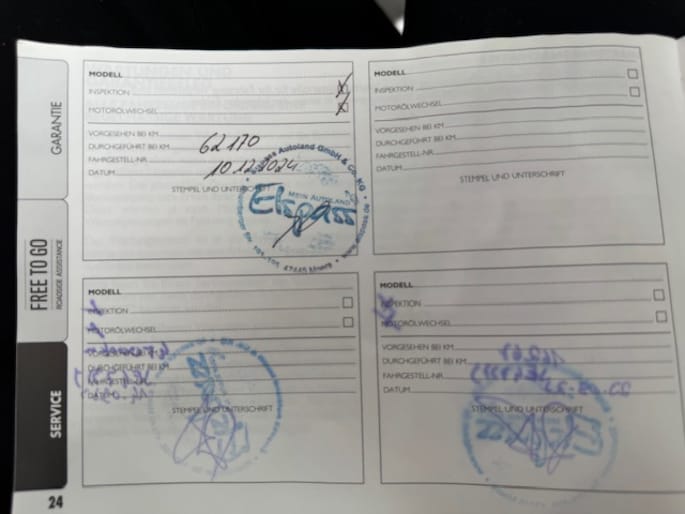 GARANTIE
FREE TO GO
ROADSIDE ASSISTANCE
SERVICE
MODELL
INSPEKTION
MOTORÖLWECHSEL
VORGESEHEN BEI KM
DURCHGEFÜHRT BEI KM 62170
FAHRGESTELL-NR.
DATUM 10.12.2024
STEMPEL UND UNTERSCHRIFT
Autoland GmbH & Co. KG
MEIN AUTOLAND
Elspass
47445 Moers
MODELL
INSPEKTION
MOTORÖLWECHSEL
VORGESEHEN BEI KM
DURCHGEFÜHRT BEI KM
FAHRGESTELL-NR.
DATUM
STEMPEL UND UNTERSCHRIFT
MODELL
INSPEKTION
MOTORÖLWECHSEL
DURCHGEFÜHRT BEI KM
FAHRGESTELL-NR.
DATUM
STEMPEL UND UNTERSCHRIFT
MODELL
INSPEKTION
MOTORÖLWECHSEL
VORGESEHEN BEI KM
DURCHGEFÜHRT BEI KM
FAHRGESTELL-NR.
DATUM
STEMPEL UND UNTERSCHRIFT
24